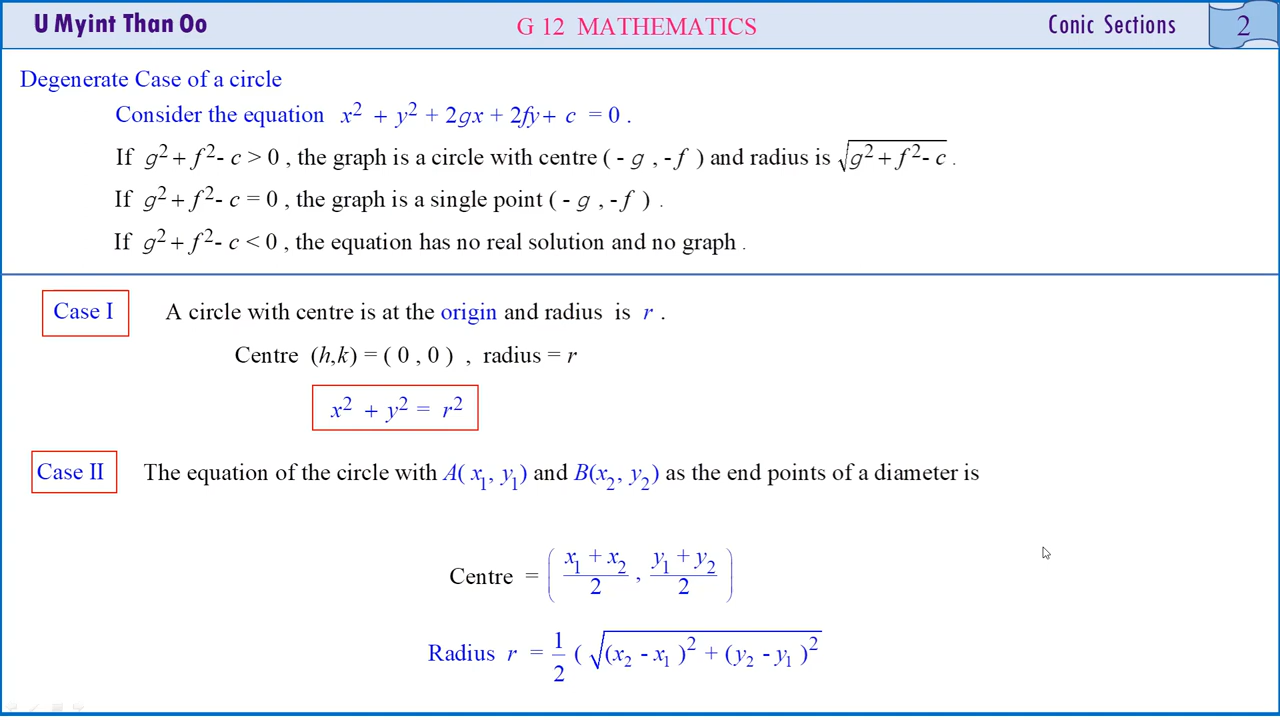 U Myint Than Oo G 12 MATHEMATICS Conic Sections 2
Degenerate Case of a circle
Consider the equation x² + y² + 2gx + 2fy + c = 0 .
If g² + f² - c > 0 , the graph is a circle with centre ( - g , - f ) and radius is √(g² + f² - c) .
If g² + f² - c = 0 , the graph is a single point ( - g , - f ) .
If g² + f² - c < 0 , the equation has no real solution and no graph .
Case I A circle with centre is at the origin and radius is r .
Centre (h,k) = ( 0 , 0 ) , radius = r
x² + y² = r²
Case II The equation of the circle with A( x₁, y₁) and B(x₂, y₂) as the end points of a diameter is
Centre = ( (x₁ + x₂)/2 , (y₁ + y₂)/2 )
Radius r = 1/2 ( √((x₂ - x₁ )² + (y₂ - y₁ )²)